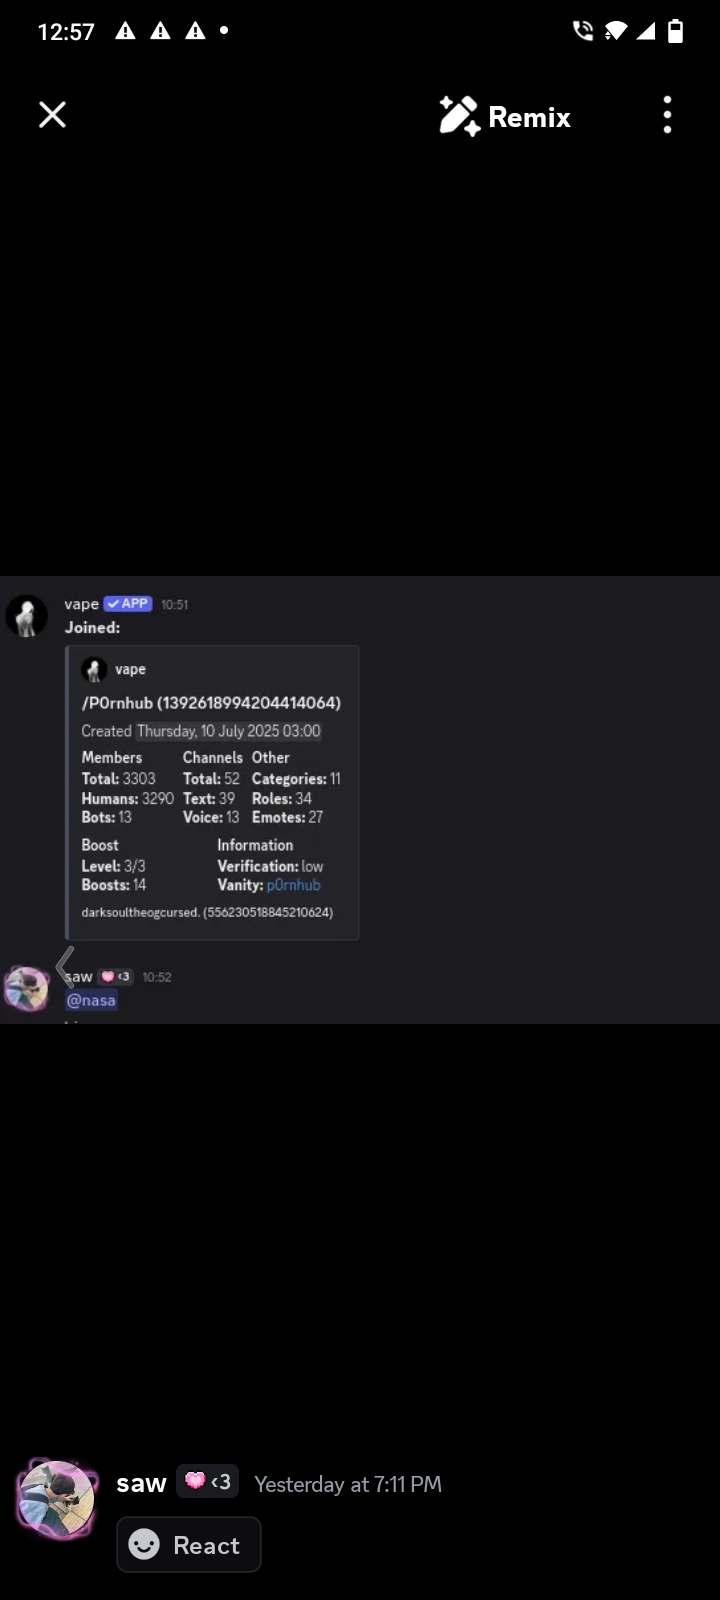 12:57
Remix
vape APP 10:51
Joined:
vape
/P0rnhub (1392618994204414064)
Created Thursday, 10 July 2025 03:00
Members Channels Other
Total: 3303 Total: 52 Categories: 11
Humans: 3290 Text: 39 Roles: 34
Bots: 13 Voice: 13 Emotes: 27
Boost Information
Level: 3/3 Verification: low
Boosts: 14 Vanity: p0rnhub
darksoultheogcursed. (556230518845210624)
saw <3 10:52
@nasa
saw <3 Yesterday at 7:11 PM
React